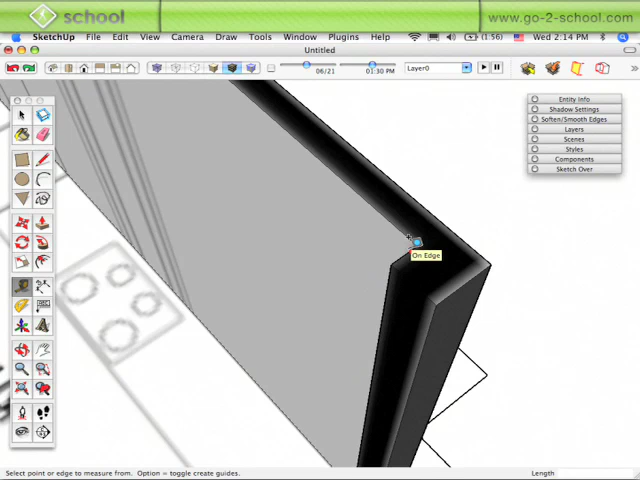 school
www.go-2-school.com
SketchUp File Edit View Camera Draw Tools Window Plugins Help (1:56) Wed 2:14 PM
Untitled
06/21
01:30 PM
Layer0
Entity Info
Shadow Settings
Soften/Smooth Edges
Layers
Scenes
Styles
Components
Sketch Over
On Edge
Select point or edge to measure from. Option = toggle create guides.
Length